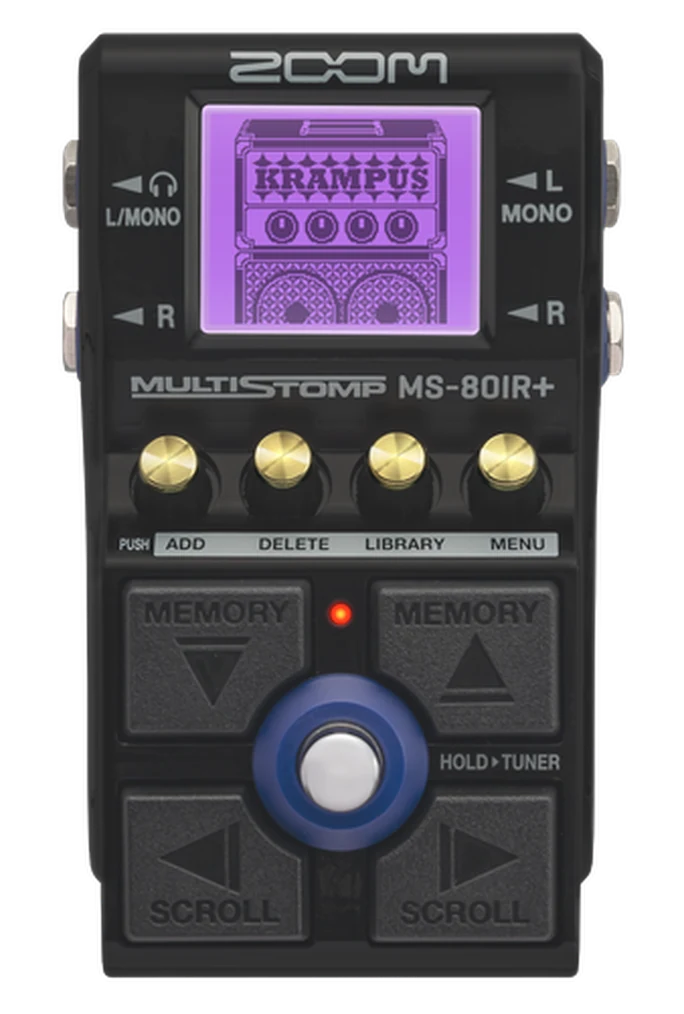 ZOOM
KRAMPUS
L/MONO
R
L
MONO
R
MULTISTOMP MS-80IR+
PUSH ADD DELETE LIBRARY MENU
MEMORY MEMORY
HOLD▸TUNER
SCROLL SCROLL